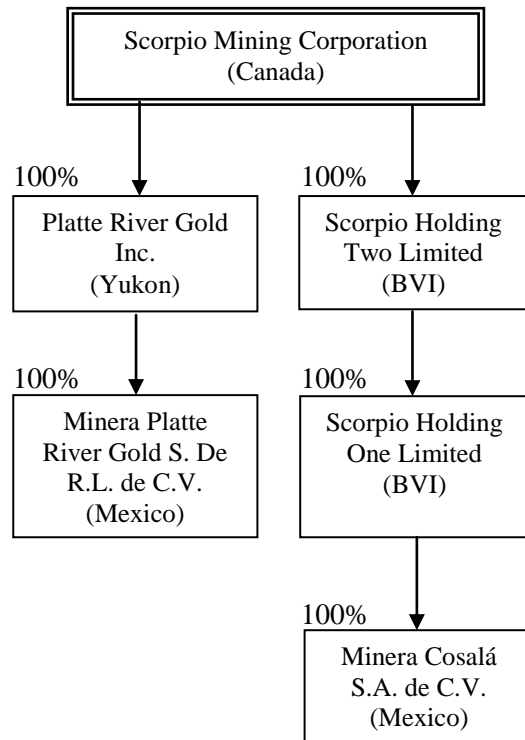 Scorpio Mining Corporation
(Canada)
100%
Platte River Gold
Inc.
(Yukon)
100%
Scorpio Holding
Two Limited
(BVI)
100%
Minera Platte
River Gold S. De
R.L. de C.V.
(Mexico)
100%
Scorpio Holding
One Limited
(BVI)
100%
Minera Cosalá
S.A. de C.V.
(Mexico)